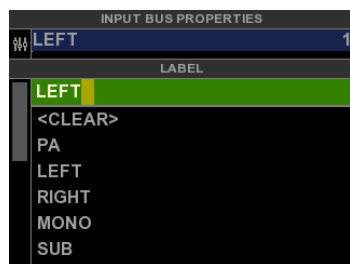 INPUT BUS PROPERTIES
LEFT 1
LABEL
LEFT
<CLEAR>
PA
LEFT
RIGHT
MONO
SUB